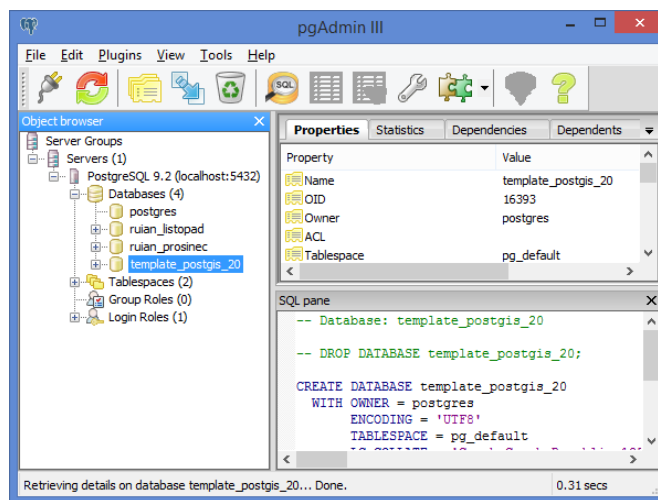 pgAdmin III
File Edit Plugins View Tools Help
SQL
Object browser
Server Groups
Servers (1)
PostgreSQL 9.2 (localhost:5432)
Databases (4)
postgres
ruian_listopad
ruian_prosinec
template_postgis_20
Tablespaces (2)
Group Roles (0)
Login Roles (1)
Properties Statistics Dependencies Dependents
Property Value
Name template_postgis_20
OID 16393
Owner postgres
ACL
Tablespace pg_default
SQL pane
-- Database: template_postgis_20
-- DROP DATABASE template_postgis_20;
CREATE DATABASE template_postgis_20
WITH OWNER = postgres
ENCODING = 'UTF8'
TABLESPACE = pg_default
Retrieving details on database template_postgis_20... Done. 0.31 secs